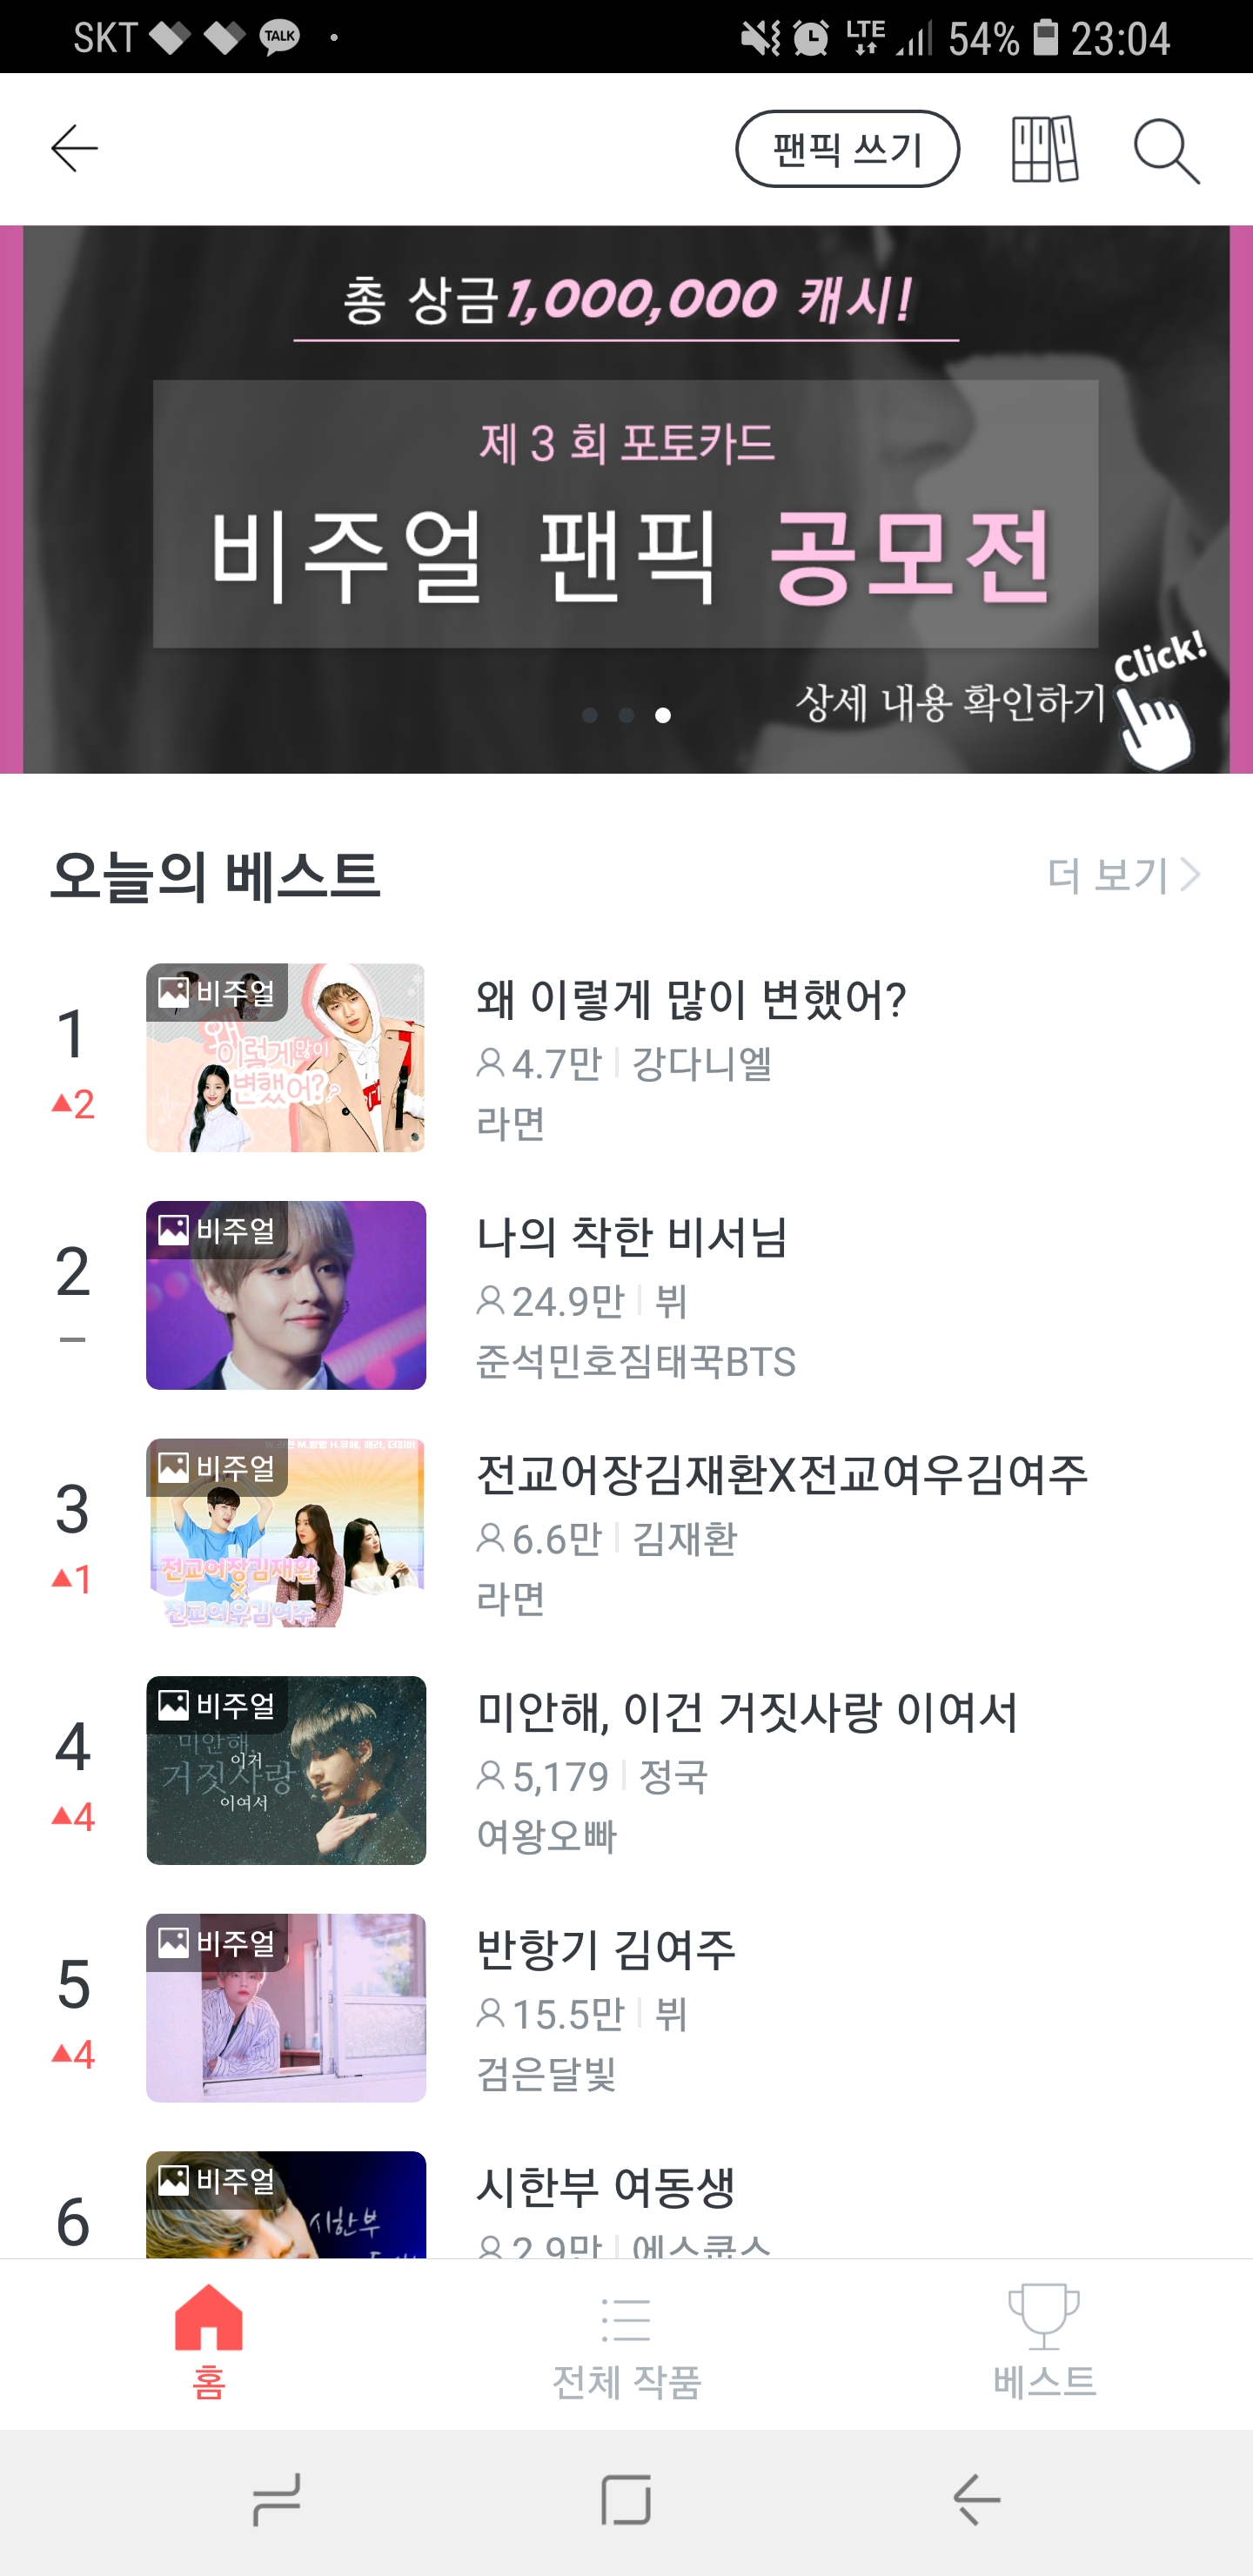 SKT TALK LTE 54% 23:04
팬픽 쓰기
총 상금1,000,000 캐시!
제 3 회 포토카드
비주얼 팬픽 공모전
Click!
상세 내용 확인하기
오늘의 베스트
더 보기
1
▲2
비주얼
왜
이렇게많이
변했어?
왜 이렇게 많이 변했어?
4.7만 | 강다니엘
라면
2
–
비주얼
나의 착한 비서님
24.9만 | 뷔
준석민호짐태꾹BTS
3
▲1
비주얼
전교어장김재환
X
전교여우김여주
전교어장김재환X전교여우김여주
6.6만 | 김재환
라면
4
▲4
비주얼
미안해,
이거
거짓사랑
이여서
미안해, 이건 거짓사랑 이여서
5,179 | 정국
여왕오빠
5
▲4
비주얼
반항기 김여주
15.5만 | 뷔
검은달빛
6
비주얼
시한부
시한부 여동생
2.9만 | 에스쿱스
홈
전체 작품
베스트